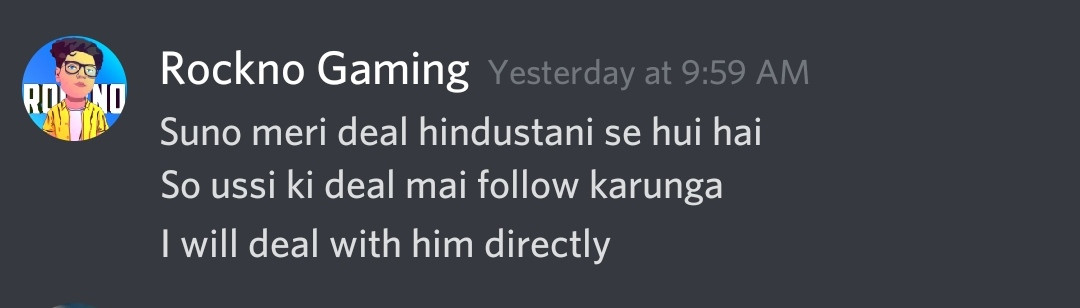 Rockno Gaming Yesterday at 9:59 AM
Suno meri deal hindustani se hui hai
So ussi ki deal mai follow karunga
I will deal with him directly